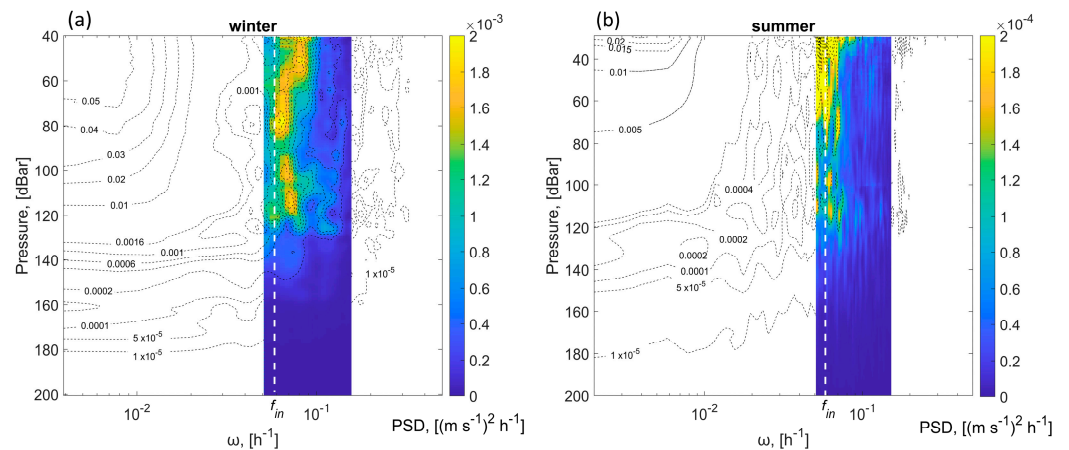 (a) winter ×10⁻³
40 2
60 1.8
80 1.6
100 1.4
120 1.2
140 1
160 0.8
180 0.6
200 0.4
0.2
0
Pressure, [dBar]
0.05
0.04
0.03
0.02
0.01
0.001
0.0016
0.001
0.0006
0.0002
0.0001
5 x10⁻⁵
1 x10⁻⁵
1 x10⁻⁵
10⁻² f_in 10⁻¹
ω, [h⁻¹]
PSD, [(m s⁻¹)² h⁻¹]
(b) summer ×10⁻⁴
40 2
60 1.8
80 1.6
100 1.4
120 1.2
140 1
160 0.8
180 0.6
200 0.4
0.2
0
Pressure, [dBar]
0.02
0.015
0.01
0.005
0.0004
0.0002
0.0002
0.0001
5 x10⁻⁵
1 x10⁻⁵
10⁻² f_in 10⁻¹
ω, [h⁻¹]
PSD, [(m s⁻¹)² h⁻¹]